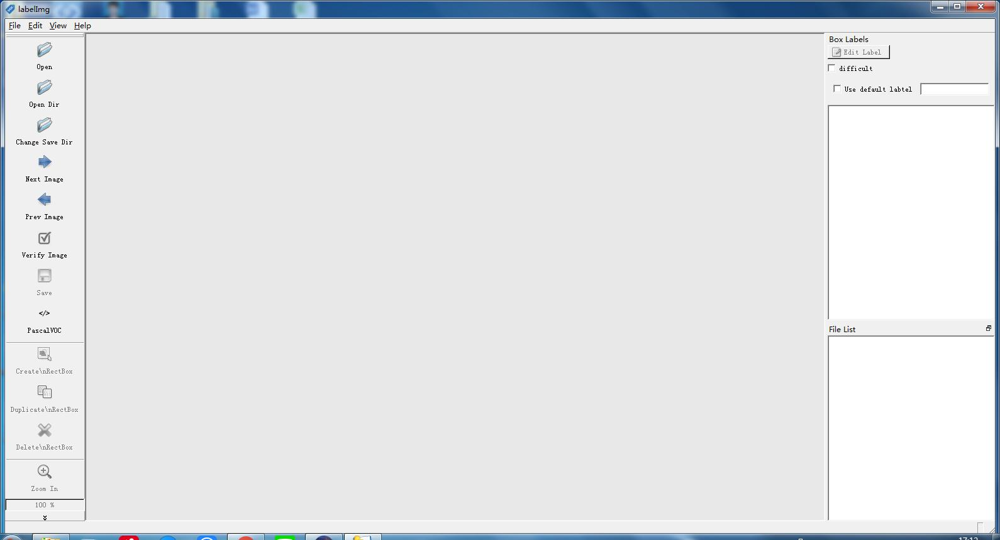 labelImg
File Edit View Help
Open
Open Dir
Change Save Dir
Next Image
Prev Image
Verify Image
Save
</>
PascalVOC
Create\nRectBox
Duplicate\nRectBox
Delete\nRectBox
Zoom In
100 %
Box Labels
Edit Label
difficult
Use default labtel
File List